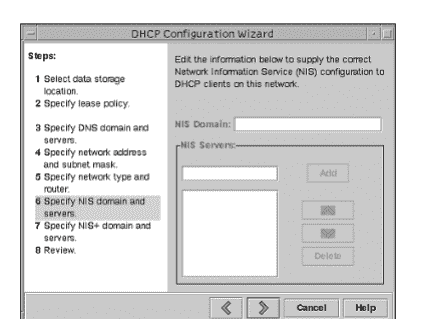 DHCP Configuration Wizard
Steps:
1 Select data storage
location.
2 Specify lease policy.
3 Specify DNS domain and
servers.
4 Specify network address
and subnet mask.
5 Specify network type and
router.
6 Specify NIS domain and
servers.
7 Specify NIS+ domain and
servers.
8 Review.
Edit the information below to supply the correct
Network Information Service (NIS) configuration to
DHCP clients on this network.
NIS Domain:
NIS Servers:
Add
Delete
Cancel
Help